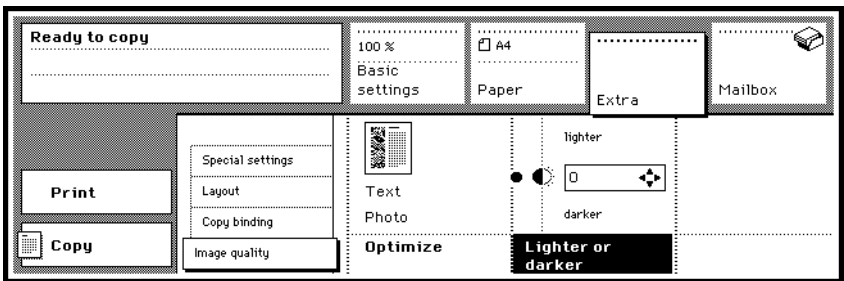 Ready to copy
100 %
Basic
settings
A4
Paper
Extra
Mailbox
Print
Copy
Special settings
Layout
Copy binding
Image quality
Text
Photo
Optimize
lighter
0
darker
Lighter or
darker